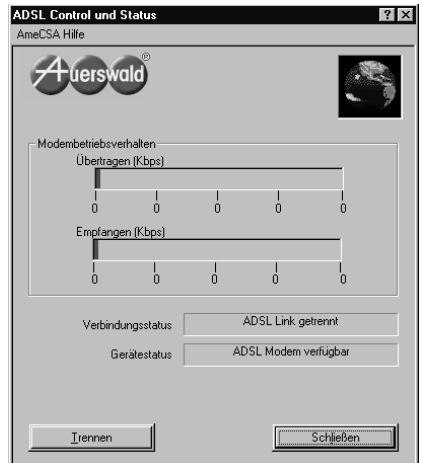 ADSL Control und Status
AmeCSA Hilfe
Auerswald®
Modembetriebsverhalten
Übertragen (Kbps)
0 0 0 0 0
Empfangen (Kbps)
0 0 0 0 0
Verbindungsstatus ADSL Link getrennt
Gerätestatus ADSL Modem verfügbar
Trennen Schließen